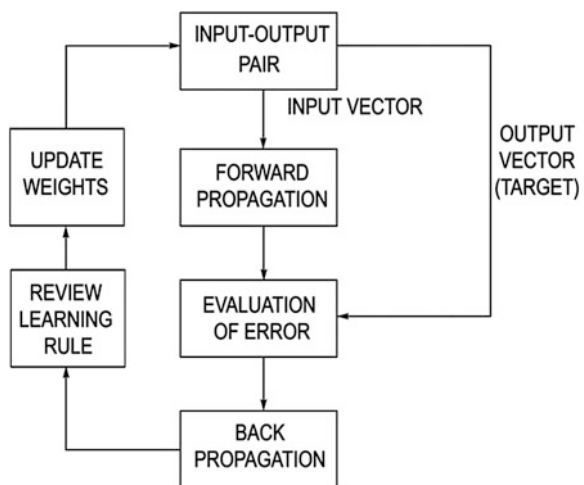 INPUT-OUTPUT
PAIR
INPUT VECTOR
OUTPUT
VECTOR
(TARGET)
UPDATE
WEIGHTS
FORWARD
PROPAGATION
REVIEW
LEARNING
RULE
EVALUATION
OF ERROR
BACK
PROPAGATION